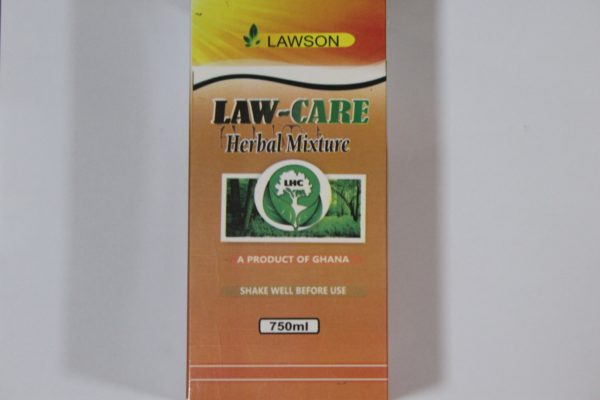 LAWSON
LAW-CARE
Herbal Mixture
LHC
A PRODUCT OF GHANA
SHAKE WELL BEFORE USE
750ml